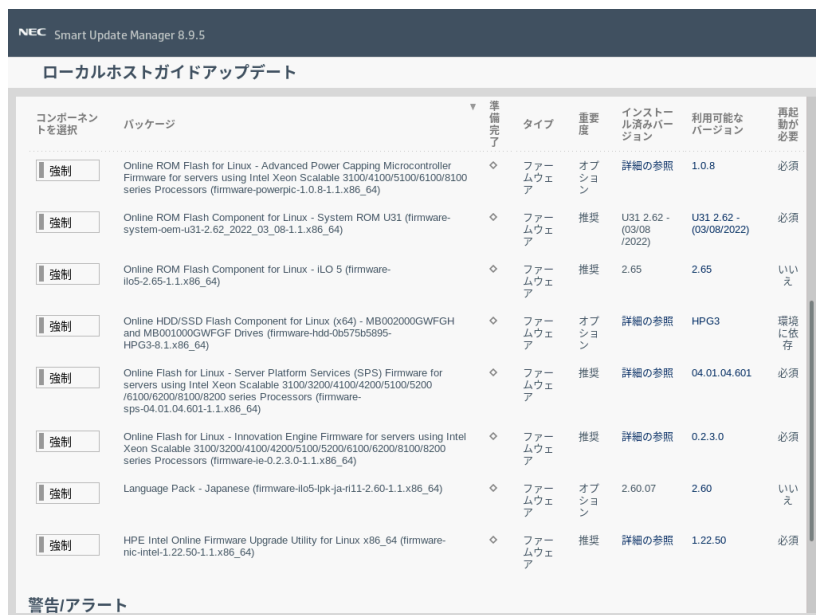 NEC Smart Update Manager 8.9.5
ローカルホストガイドアップデート
コンポーネン
トを選択
パッケージ
▼
準
備
完
了
タイプ
重要
度
インストー
ル済みバー
ジョン
利用可能な
バージョン
再起
動が
必要
強制
Online ROM Flash for Linux - Advanced Power Capping Microcontroller
Firmware for servers using Intel Xeon Scalable 3100/4100/5100/6100/8100
series Processors (firmware-powerpic-1.0.8-1.1.x86_64)
ファー
ムウェ
ア
オプ
ショ
ン
詳細の参照
1.0.8
必須
強制
Online ROM Flash Component for Linux - System ROM U31 (firmware-
system-oem-u31-2.62_2022_03_08-1.1.x86_64)
ファー
ムウェ
ア
推奨
U31 2.62 -
(03/08
/2022)
U31 2.62 -
(03/08/2022)
必須
強制
Online ROM Flash Component for Linux - iLO 5 (firmware-
ilo5-2.65-1.1.x86_64)
ファー
ムウェ
ア
推奨
2.65
2.65
いい
え
強制
Online HDD/SSD Flash Component for Linux (x64) - MB002000GWFGH
and MB001000GWFGF Drives (firmware-hdd-0b575b5895-
HPG3-8.1.x86_64)
ファー
ムウェ
ア
オプ
ショ
ン
詳細の参照
HPG3
環境
に依
存
強制
Online Flash for Linux - Server Platform Services (SPS) Firmware for
servers using Intel Xeon Scalable 3100/3200/4100/4200/5100/5200
/6100/6200/8100/8200 series Processors (firmware-
sps-04.01.04.601-1.1.x86_64)
ファー
ムウェ
ア
推奨
詳細の参照
04.01.04.601
必須
強制
Online Flash for Linux - Innovation Engine Firmware for servers using Intel
Xeon Scalable 3100/3200/4100/4200/5100/5200/6100/6200/8100/8200
series Processors (firmware-ie-0.2.3.0-1.1.x86_64)
ファー
ムウェ
ア
推奨
詳細の参照
0.2.3.0
必須
強制
Language Pack - Japanese (firmware-ilo5-lpk-ja-ri11-2.60-1.1.x86_64)
ファー
ムウェ
ア
オプ
ショ
ン
2.60.07
2.60
いい
え
強制
HPE Intel Online Firmware Upgrade Utility for Linux x86_64 (firmware-
nic-intel-1.22.50-1.1.x86_64)
ファー
ムウェ
ア
推奨
詳細の参照
1.22.50
必須
警告/アラート